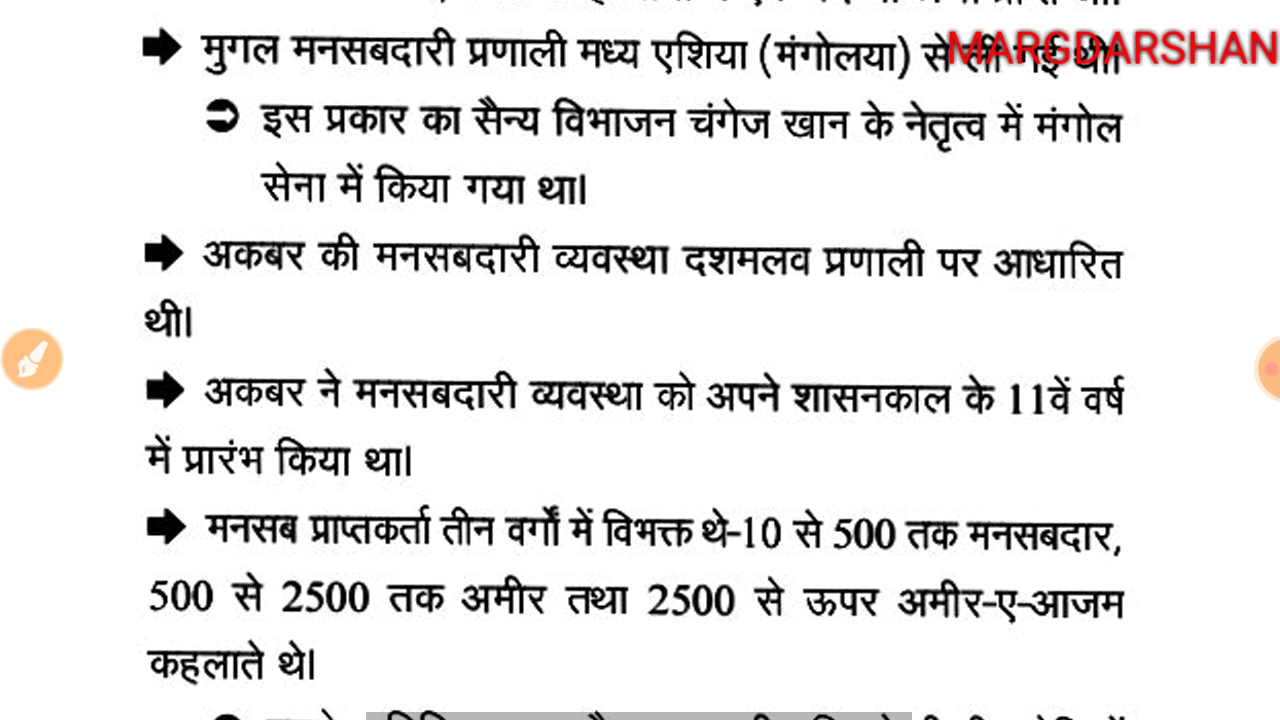 ➡ मुगल मनसबदारी प्रणाली मध्य एशिया (मंगोलया) से ली गई थी।
MARGDARSHAN
➲ इस प्रकार का सैन्य विभाजन चंगेज खान के नेतृत्व में मंगोल
सेना में किया गया था।
➡ अकबर की मनसबदारी व्यवस्था दशमलव प्रणाली पर आधारित
थी।
➡ अकबर ने मनसबदारी व्यवस्था को अपने शासनकाल के 11वें वर्ष
में प्रारंभ किया था।
➡ मनसब प्राप्तकर्ता तीन वर्गों में विभक्त थे-10 से 500 तक मनसबदार,
500 से 2500 तक अमीर तथा 2500 से ऊपर अमीर-ए-आजम
कहलाते थे।